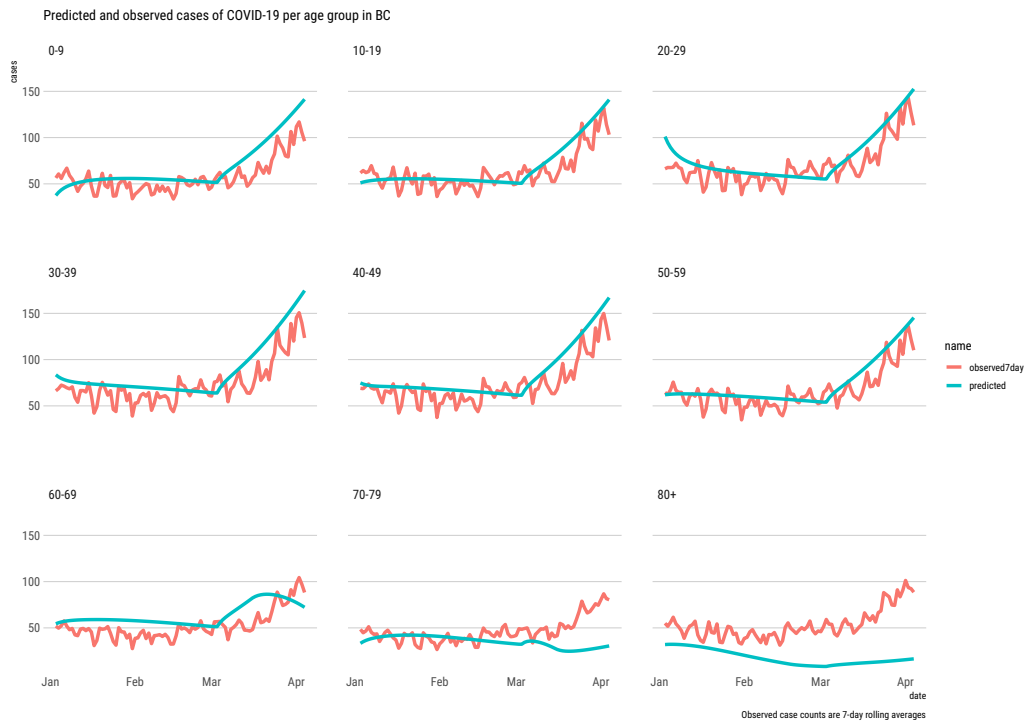 Predicted and observed cases of COVID-19 per age group in BC
0-9
10-19
20-29
cases
150
100
50
30-39
40-49
50-59
150
100
50
name
observed7day
predicted
60-69
70-79
80+
150
100
50
Jan Feb Mar Apr Jan Feb Mar Apr Jan Feb Mar Apr
date
Observed case counts are 7-day rolling averages